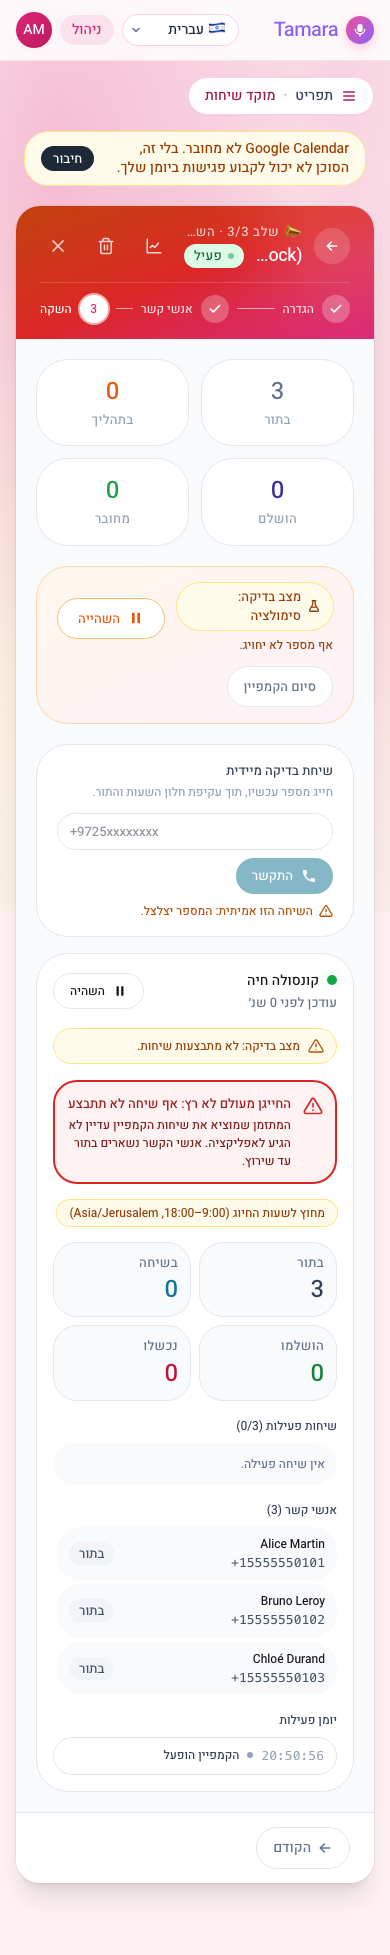 Tamara
עברית
ניהול
AM
תפריט · מוקד שיחות
Google Calendar לא מחובר. בלי זה,
הסוכן לא יכול לקבוע פגישות ביומן שלך.
חיבור
שלב 3/3 · הש...
(ock...
פעיל
הגדרה
אנשי קשר
3
השקה
3
בתור
0
בתהליך
0
הושלם
0
מחובר
מצב בדיקה:
סימולציה
השהייה
אף מספר לא יחויג.
סיום הקמפיין
שיחת בדיקה מיידית
חייג מספר עכשיו, תוך עקיפת חלון השעות והתור.
+9725xxxxxxxx
התקשר
השיחה הזו אמיתית: המספר יצלצל.
קונסולה חיה
עודכן לפני 0 שנ׳
השהיה
מצב בדיקה: לא מתבצעות שיחות.
החייגן מעולם לא רץ: אף שיחה לא תתבצע
המתזמן שמוציא את שיחות הקמפיין עדיין לא
הגיע לאפליקציה. אנשי הקשר נשארים בתור
עד שירוץ.
מחוץ לשעות החיוג (9:00–18:00, Asia/Jerusalem)
בתור
3
בשיחה
0
הושלמו
0
נכשלו
0
שיחות פעילות (0/3)
אין שיחה פעילה.
אנשי קשר (3)
Alice Martin
+15555550101
בתור
Bruno Leroy
+15555550102
בתור
Chloé Durand
+15555550103
בתור
יומן פעילות
20:50:56
הקמפיין הופעל
הקודם